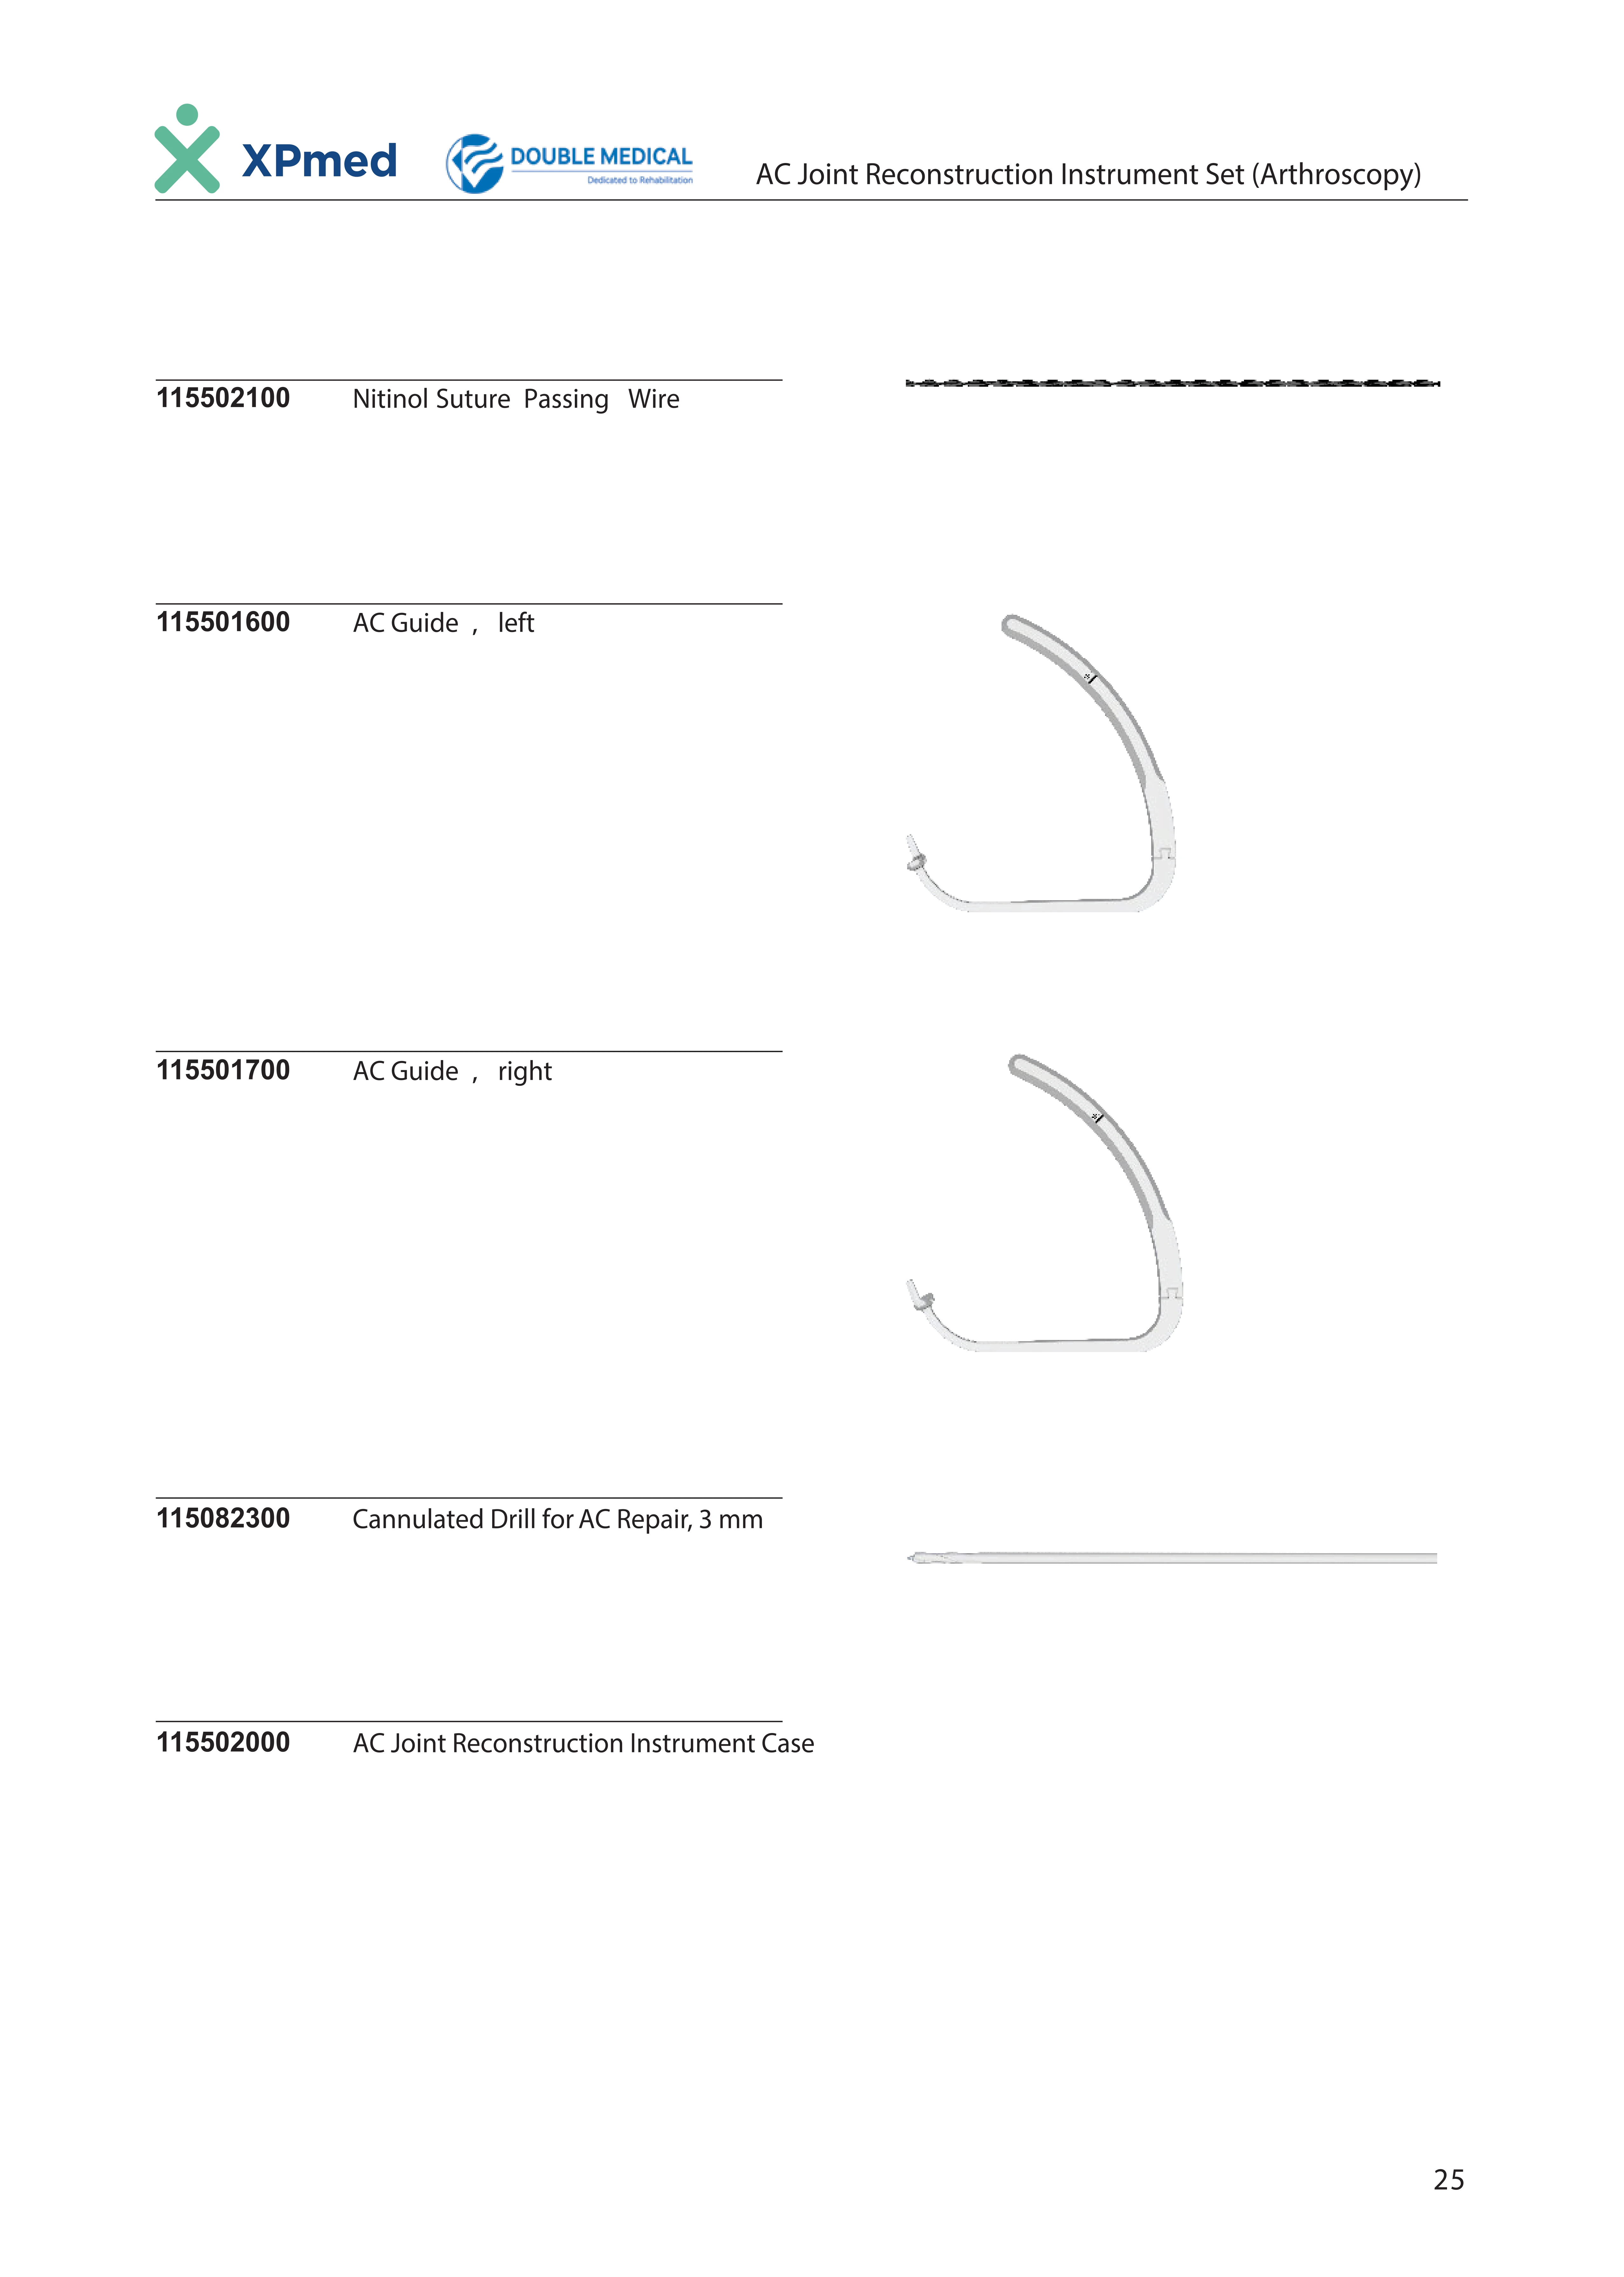 XPmed
DOUBLE MEDICAL
Dedicated to Rehabilitation
AC Joint Reconstruction Instrument Set (Arthroscopy)
115502100 Nitinol Suture Passing Wire
115501600 AC Guide , left
115501700 AC Guide , right
115082300 Cannulated Drill for AC Repair, 3 mm
115502000 AC Joint Reconstruction Instrument Case
25